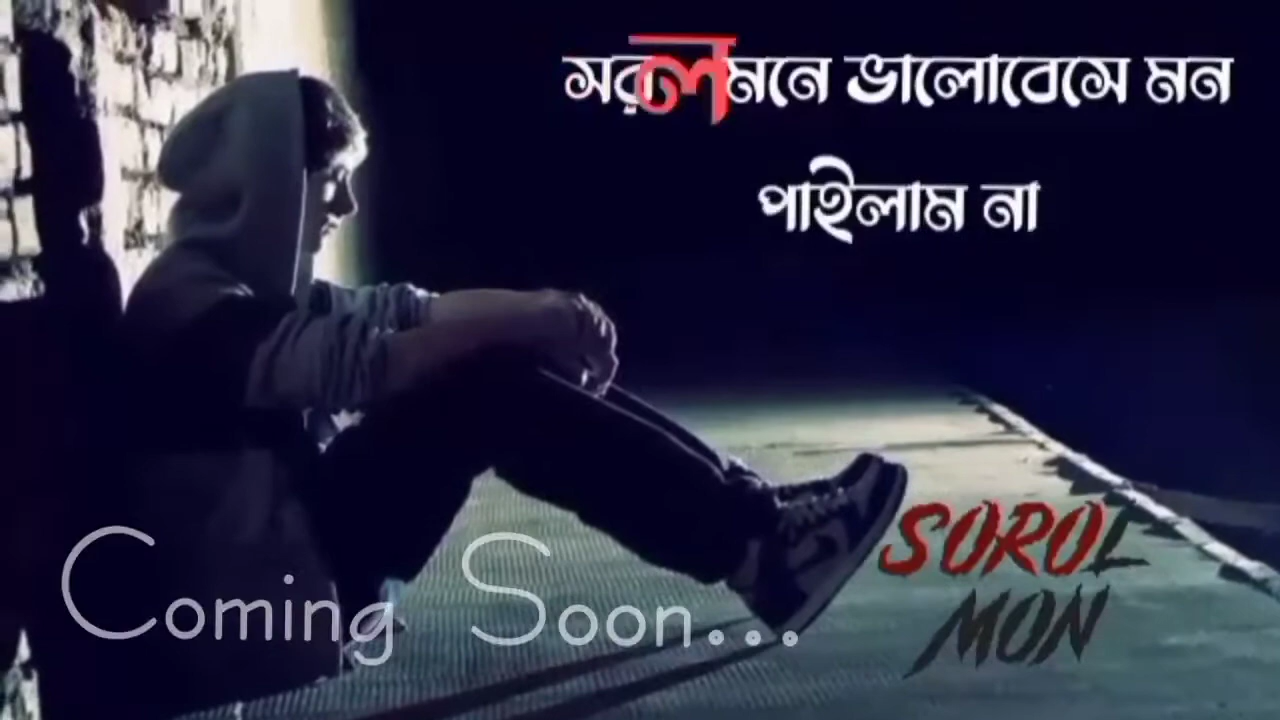 সরল মনে ভালোবেসে মন
পাইলাম না
SOROL
MON
Coming Soon...